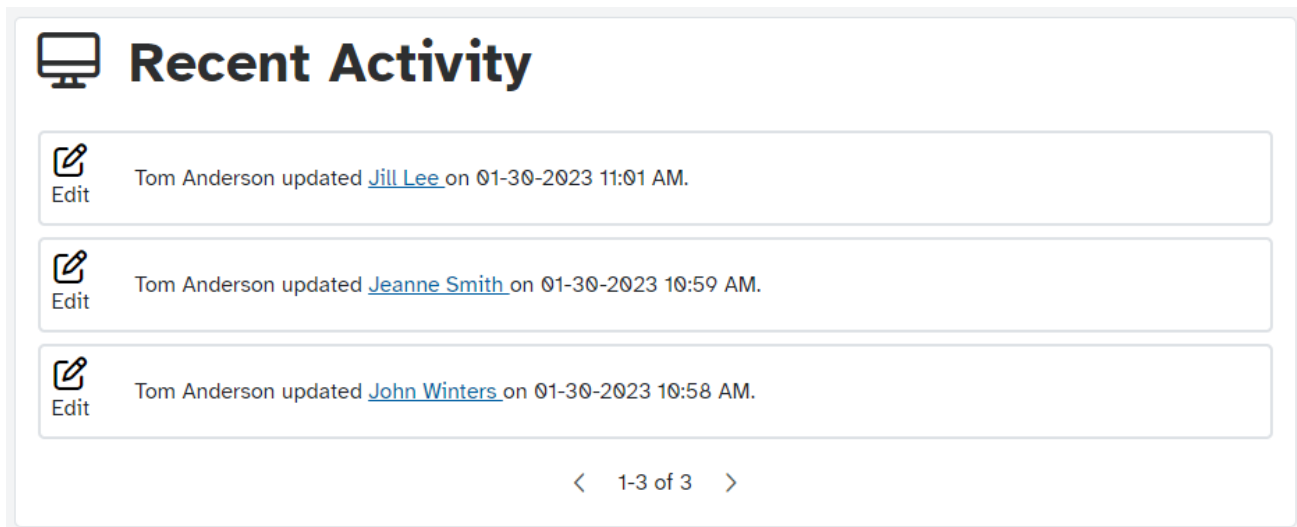 Recent Activity
Edit
Tom Anderson updated Jill Lee on 01-30-2023 11:01 AM.
Edit
Tom Anderson updated Jeanne Smith on 01-30-2023 10:59 AM.
Edit
Tom Anderson updated John Winters on 01-30-2023 10:58 AM.
1-3 of 3